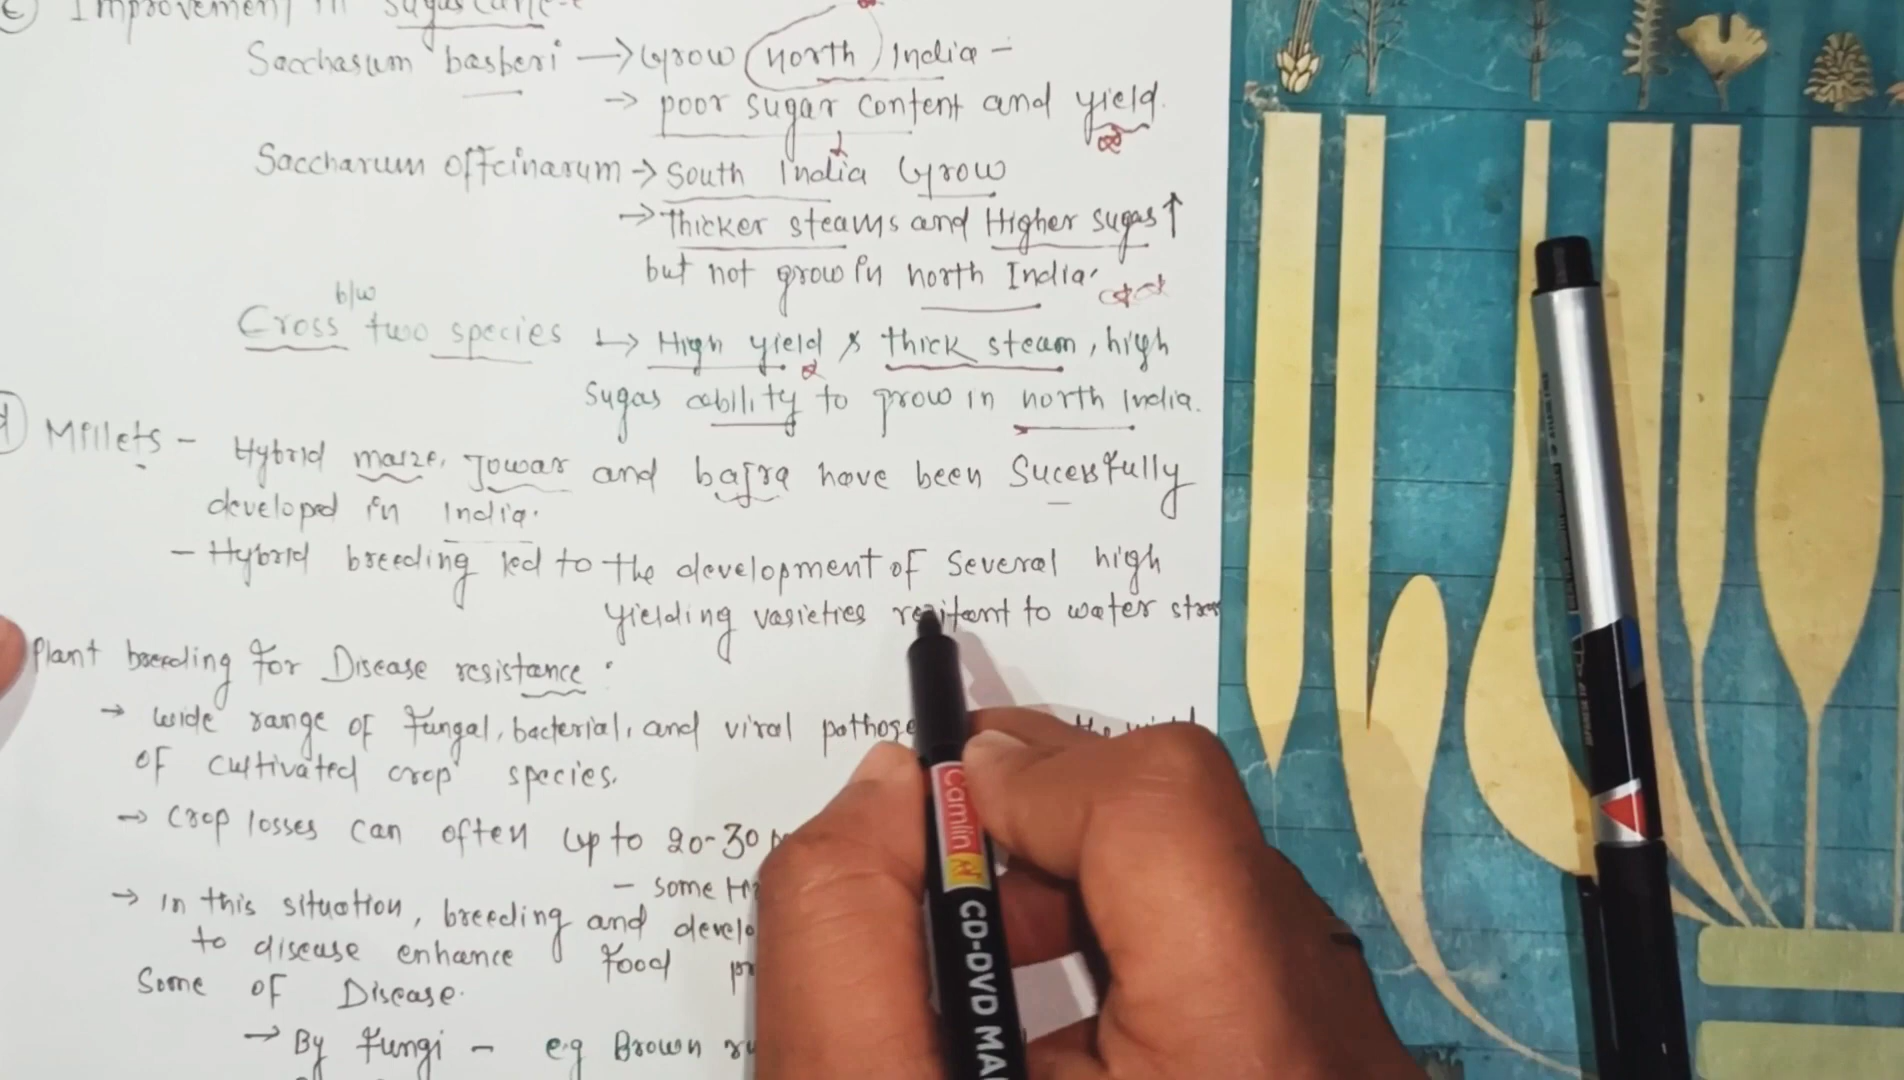 Improvement in Sugarcane
Saccharum barberi → Grow north India –
→ poor sugar content and yield.
Saccharum officinarum → South India Grow
→ Thicker steams and Higher sugar ↑
but not grow in north India.
b/w
Cross two species ↳ High yield & thick steam, high
sugar ability to grow in north India.
d Millets – Hybrid maize, Jowar and bajra have been Sucessfully
developed in India.
– Hybrid breeding led to the development of several high
yielding varieties to water
Plant breeding for Disease resistance :
→ wide range of fungal, bacterial, and viral
of cultivated crop species.
→ Crop losses can often up to 20-30
– some
→ in this situation, breeding and
to disease enhance food
Some of Disease.
→ By Fungi – eg Brown
Camlin
CD-DVD